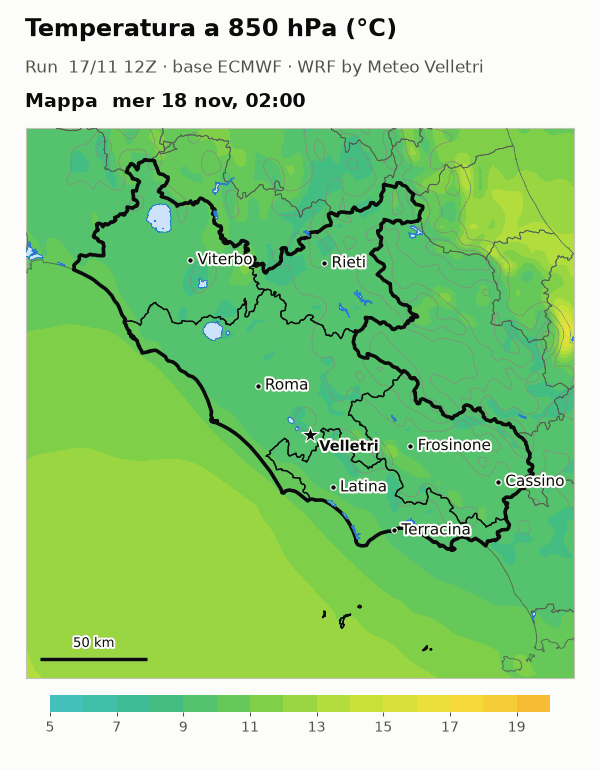 Temperatura a 850 hPa (°C)
Run  17/11 12Z · base ECMWF · WRF by Meteo Velletri
Mappa  mer 18 nov, 02:00
Viterbo
Rieti
Roma
Velletri
Frosinone
Cassino
Latina
Terracina
50 km
5 7 9 11 13 15 17 19